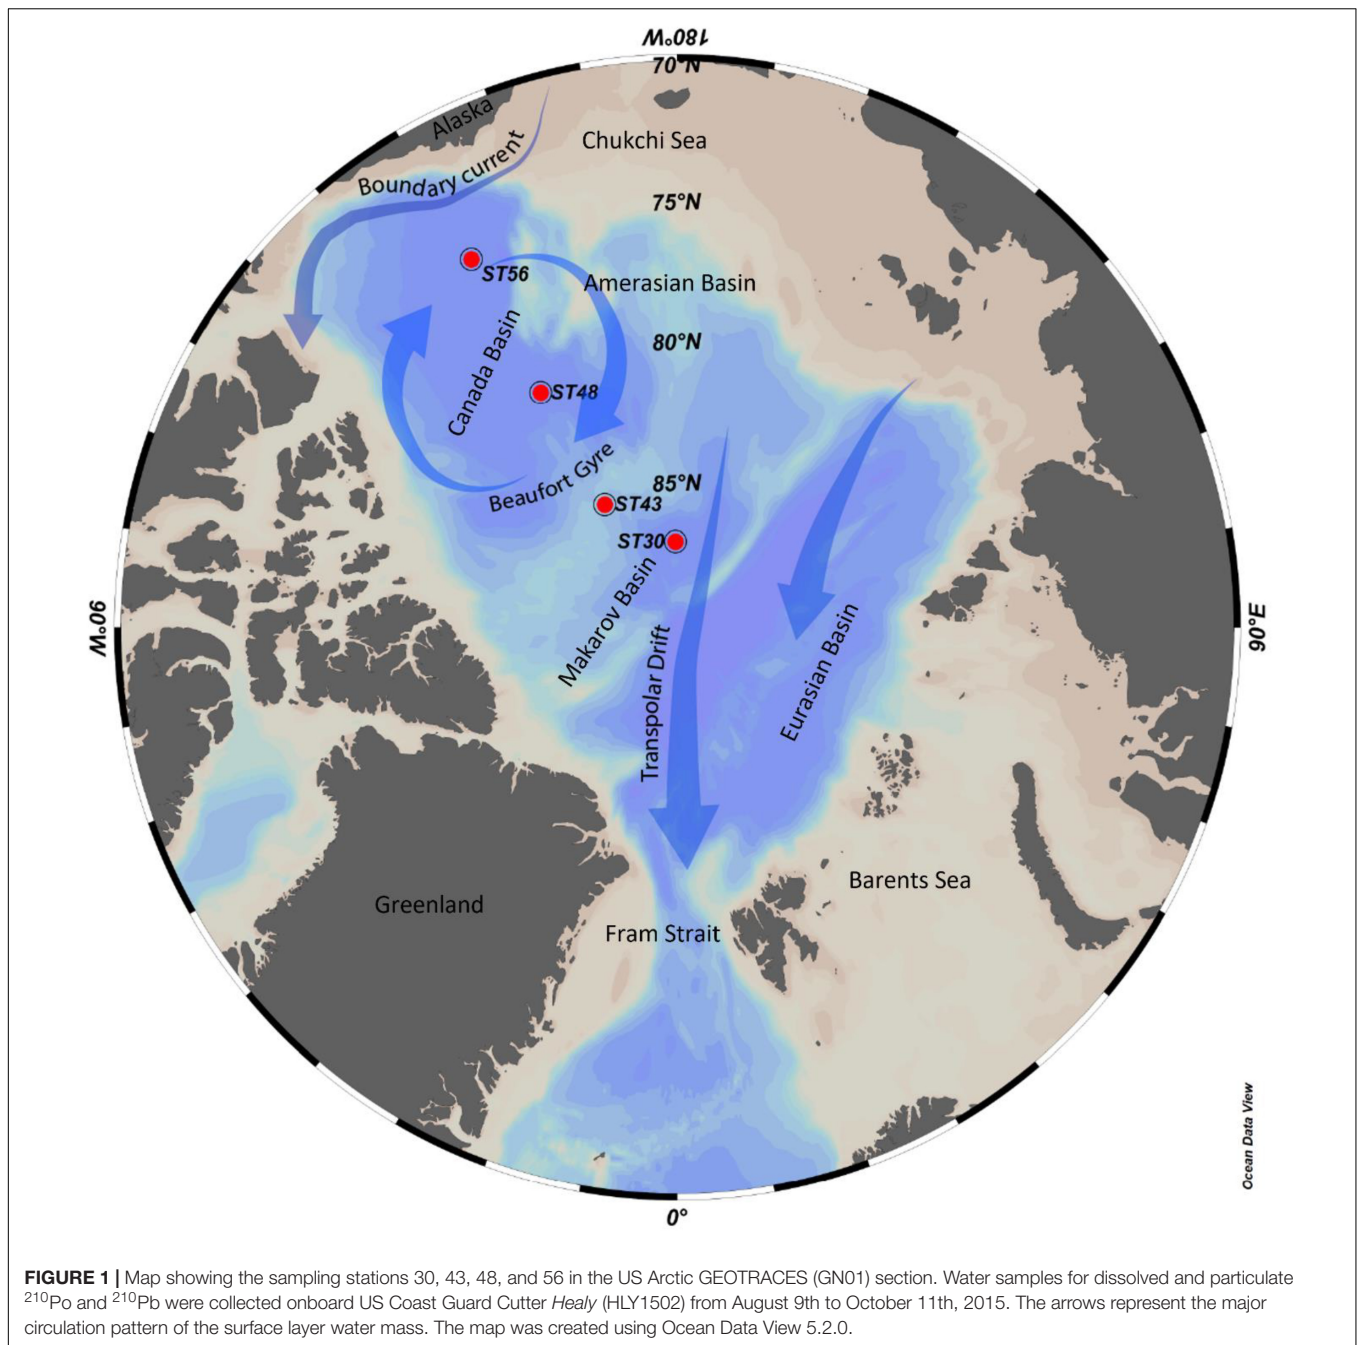 180°W
70°N
Alaska
Chukchi Sea
Boundary current
75°N
ST56
Amerasian Basin
80°N
Canada Basin
ST48
Beaufort Gyre
85°N
ST43
ST30
Makarov Basin
90°W
90°E
Transpolar Drift
Eurasian Basin
Barents Sea
Greenland
Fram Strait
Ocean Data View
0°
FIGURE 1 | Map showing the sampling stations 30, 43, 48, and 56 in the US Arctic GEOTRACES (GN01) section. Water samples for dissolved and particulate
²¹⁰Po and ²¹⁰Pb were collected onboard US Coast Guard Cutter Healy (HLY1502) from August 9th to October 11th, 2015. The arrows represent the major
circulation pattern of the surface layer water mass. The map was created using Ocean Data View 5.2.0.